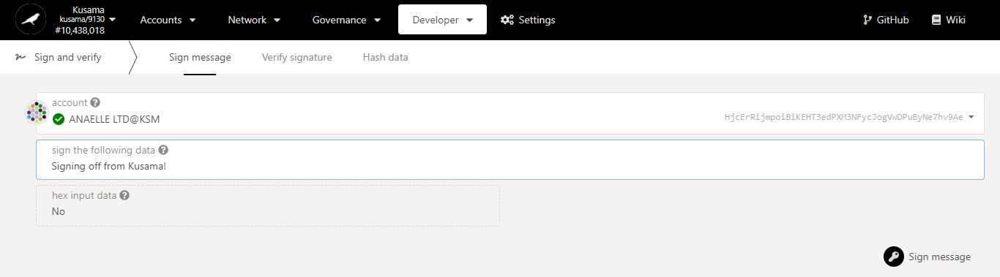 Kusama
kusama/9130
#10,438,018
Accounts
Network
Governance
Developer
Settings
GitHub
Wiki
Sign and verify
Sign message
Verify signature
Hash data
account
ANAELLE LTD@KSM
HjcErRijmpoiBiKEHT3edPXM3NFycJogVwDPuByNe7hv9Ae
sign the following data
Signing off from Kusama!
hex input data
No
Sign message